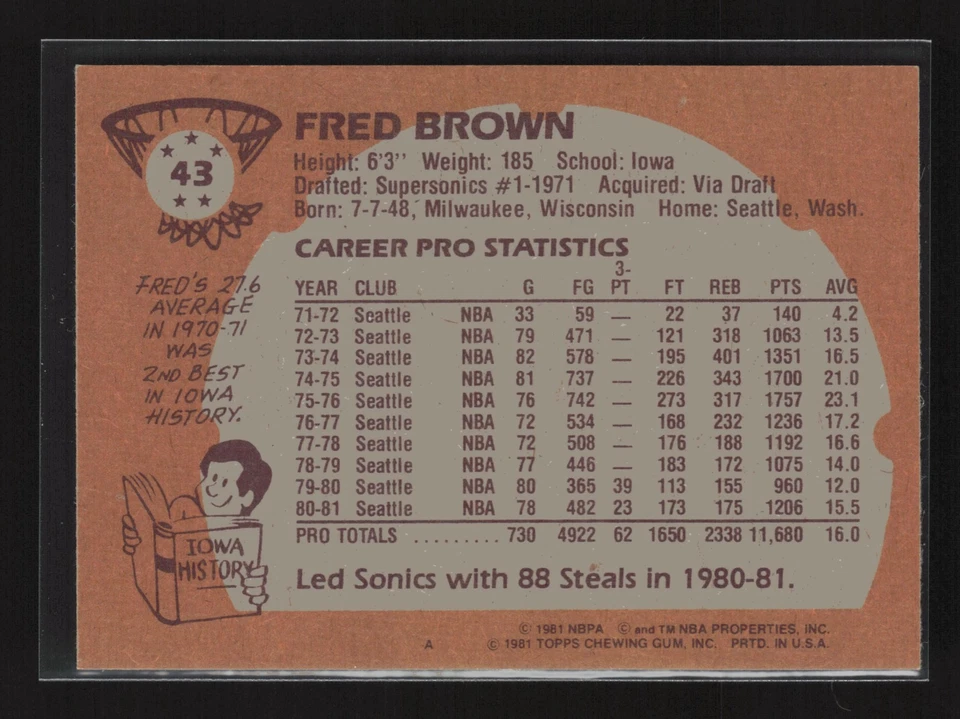 43
FRED BROWN
Height: 6'3'' Weight: 185 School: Iowa
Drafted: Supersonics #1-1971 Acquired: Via Draft
Born: 7-7-48, Milwaukee, Wisconsin Home: Seattle, Wash.
CAREER PRO STATISTICS
YEAR CLUB G FG 3-PT FT REB PTS AVG
71-72 Seattle NBA 33 59 — 22 37 140 4.2
72-73 Seattle NBA 79 471 — 121 318 1063 13.5
73-74 Seattle NBA 82 578 — 195 401 1351 16.5
74-75 Seattle NBA 81 737 — 226 343 1700 21.0
75-76 Seattle NBA 76 742 — 273 317 1757 23.1
76-77 Seattle NBA 72 534 — 168 232 1236 17.2
77-78 Seattle NBA 72 508 — 176 188 1192 16.6
78-79 Seattle NBA 77 446 — 183 172 1075 14.0
79-80 Seattle NBA 80 365 39 113 155 960 12.0
80-81 Seattle NBA 78 482 23 173 175 1206 15.5
PRO TOTALS ......... 730 4922 62 1650 2338 11,680 16.0
Led Sonics with 88 Steals in 1980-81.
FRED'S 27.6
AVERAGE
IN 1970-71
WAS
2ND BEST
IN IOWA
HISTORY.
IOWA
HISTORY
© 1981 NBPA © and TM NBA PROPERTIES, INC.
A © 1981 TOPPS CHEWING GUM, INC. PRTD. IN U.S.A.